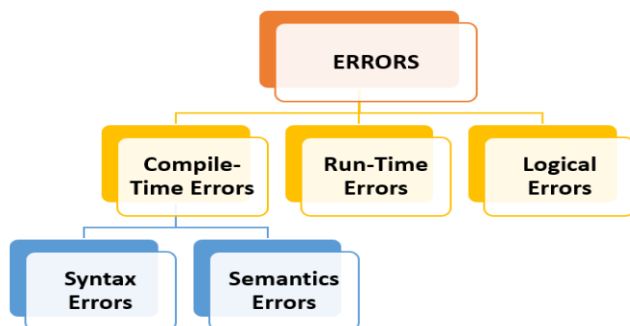 ERRORS
Compile-
Time Errors
Run-Time
Errors
Logical
Errors
Syntax
Errors
Semantics
Errors